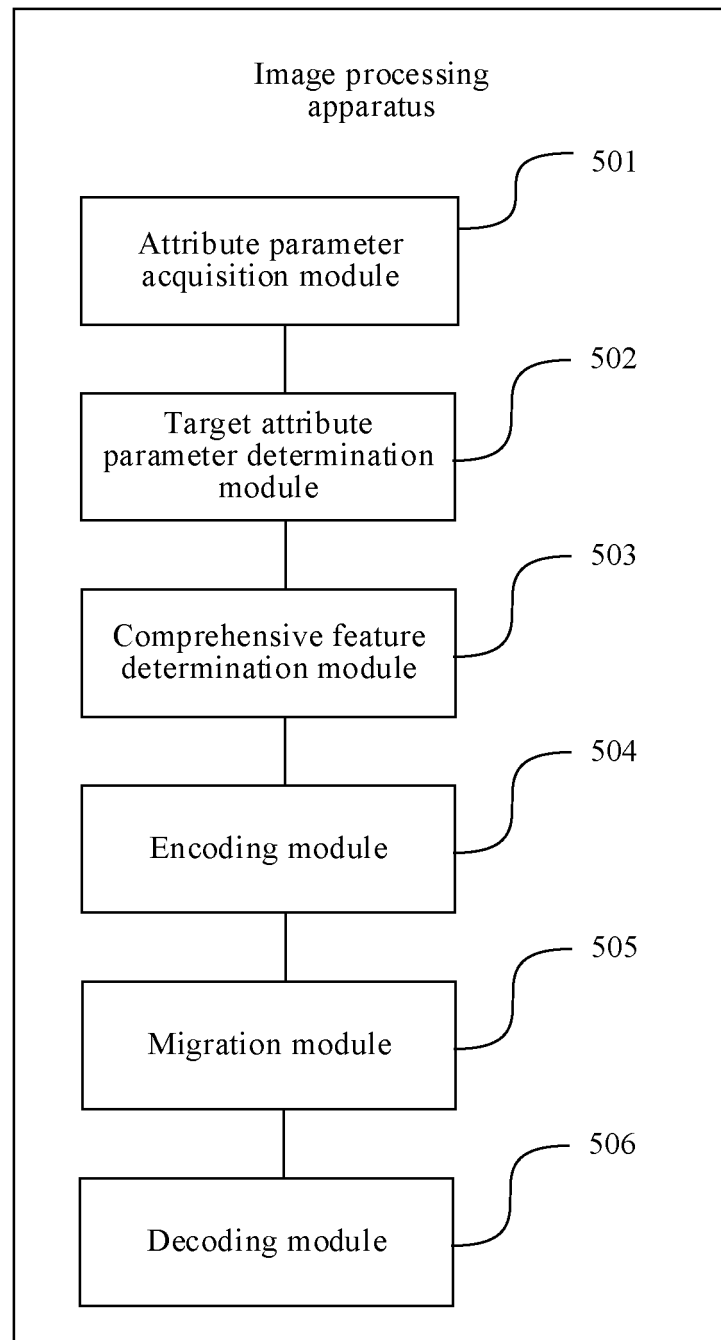 Image processing
apparatus
501
Attribute parameter
acquisition module
502
Target attribute
parameter determination
module
503
Comprehensive feature
determination module
504
Encoding module
505
Migration module
506
Decoding module